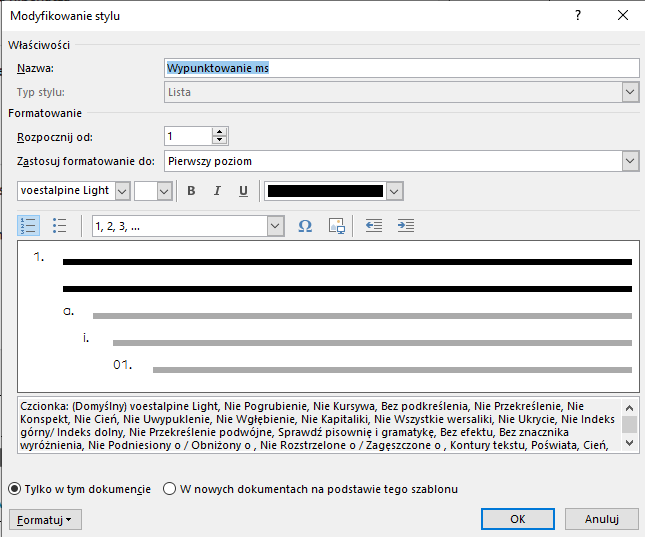 Modyfikowanie stylu ?
Właściwości
Nazwa: Wypunktowanie ms
Typ stylu: Lista
Formatowanie
Rozpocznij od: 1
Zastosuj formatowanie do: Pierwszy poziom
voestalpine Light B I U
1, 2, 3, ... Ω
1.
a.
i.
01.
Czcionka: (Domyślny) voestalpine Light, Nie Pogrubienie, Nie Kursywa, Bez podkreślenia, Nie Przekreślenie, Nie
Konspekt, Nie Cień, Nie Uwypuklenie, Nie Wgłębienie, Nie Kapitaliki, Nie Wszystkie wersaliki, Nie Ukrycie, Nie Indeks
górny/ Indeks dolny, Nie Przekreślenie podwójne, Sprawdź pisownię i gramatykę, Bez efektu, Bez znacznika
wyróżnienia, Nie Podniesiony o / Obniżony o , Nie Rozstrzelone o / Zagęszczone o , Kontury tekstu, Poświata, Cień,
Tylko w tym dokumencie W nowych dokumentach na podstawie tego szablonu
Formatuj OK Anuluj